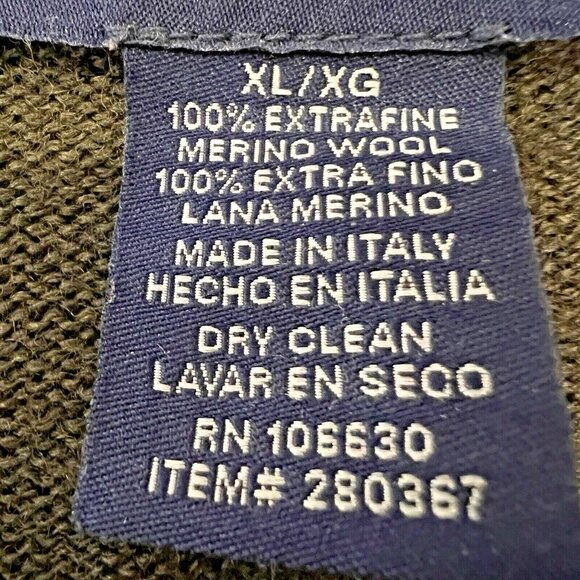 XL/XG
100% EXTRAFINE
MERINO WOOL
100% EXTRA FINO
LANA MERINO
MADE IN ITALY
HECHO EN ITALIA
DRY CLEAN
LAVAR EN SECO
RN 106630
ITEM# 280367